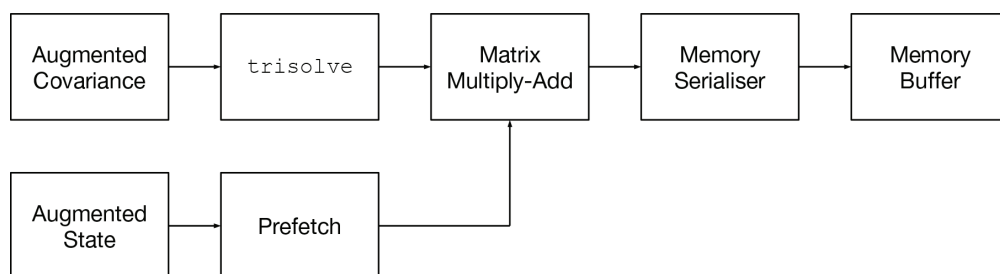 Augmented
Covariance
trisolve
Matrix
Multiply-Add
Memory
Serialiser
Memory
Buffer
Augmented
State
Prefetch